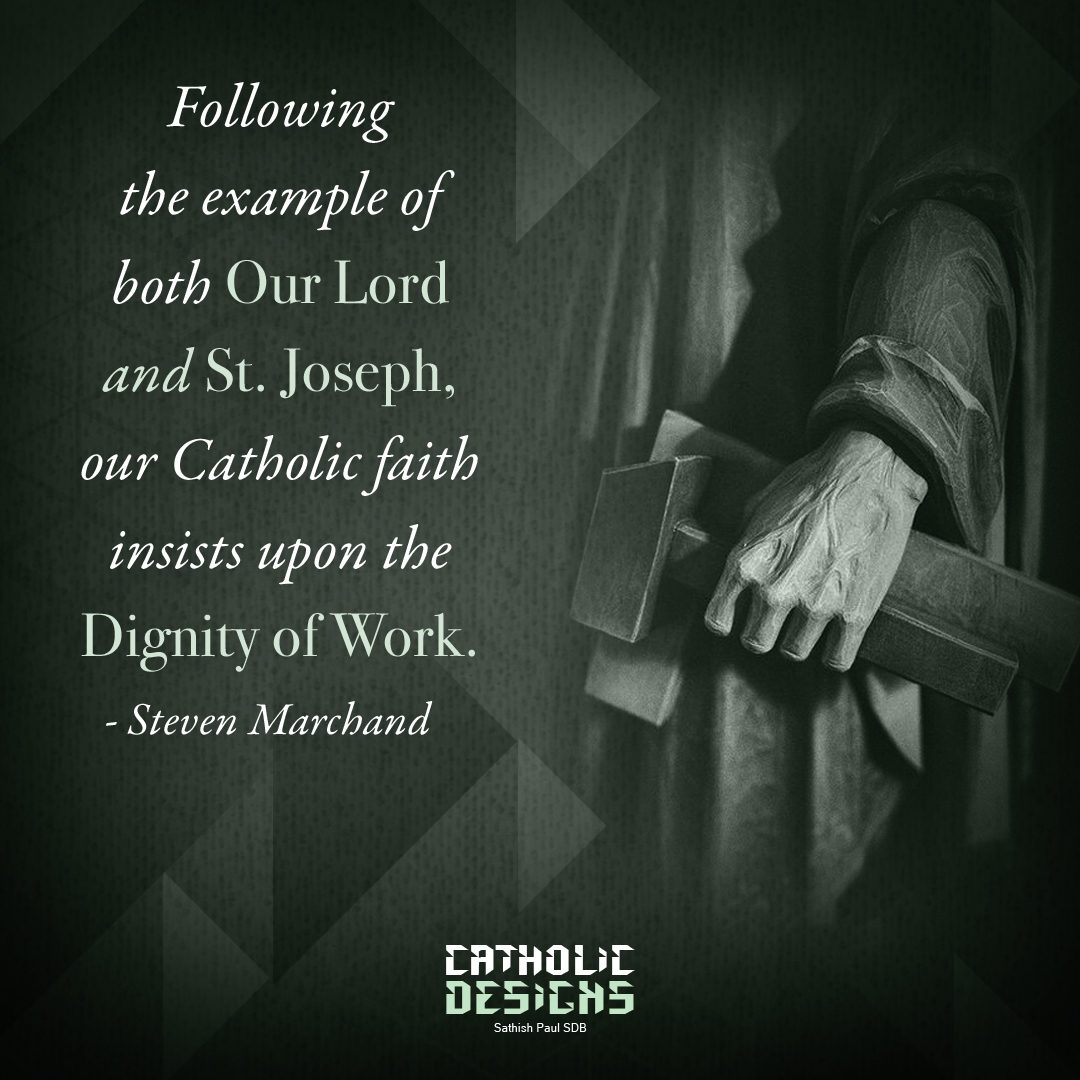 Following
the example of
both Our Lord
and St. Joseph,
our Catholic faith
insists upon the
Dignity of Work.
- Steven Marchand
CATHOLIC
DESIGNS
Sathish Paul SDB